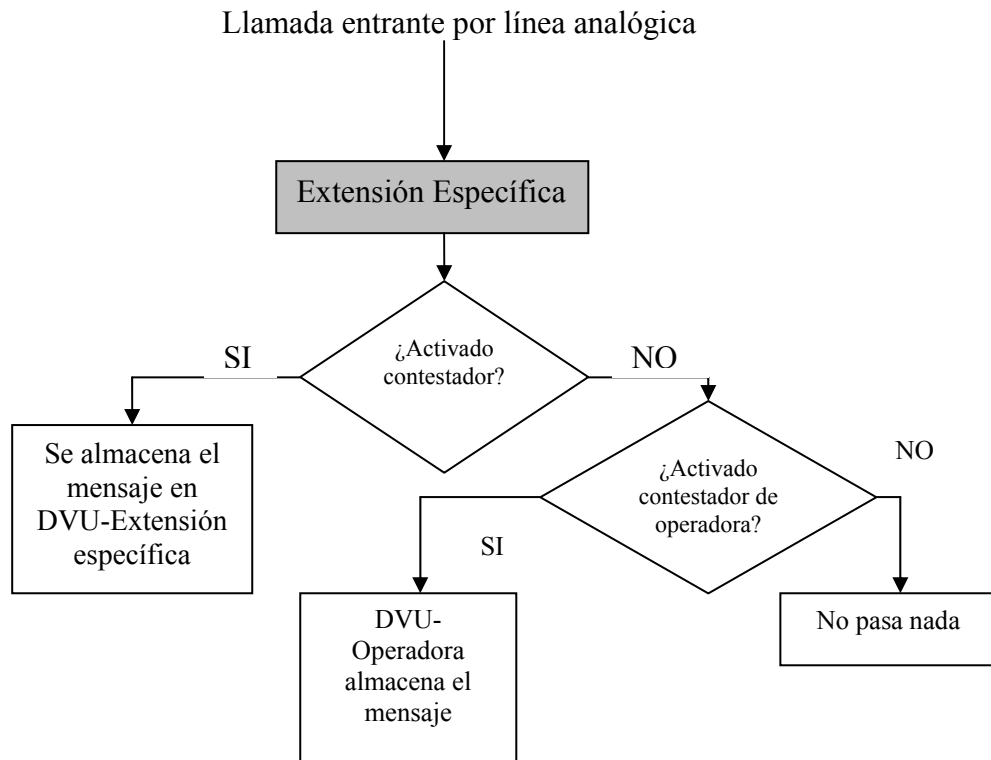 Llamada entrante por línea analógica
Extensión Específica
¿Activado
contestador?
SI
NO
Se almacena el
mensaje en
DVU-Extensión
específica
¿Activado
contestador de
operadora?
NO
SI
DVU-
Operadora
almacena el
mensaje
No pasa nada